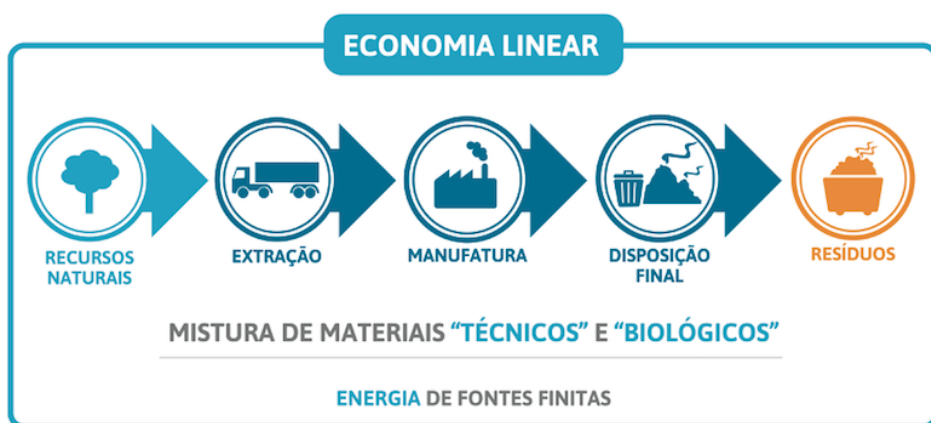 ECONOMIA LINEAR
RECURSOS
NATURAIS
EXTRAÇÃO
MANUFATURA
DISPOSIÇÃO
FINAL
RESÍDUOS
MISTURA DE MATERIAIS “TÉCNICOS” E “BIOLÓGICOS”
ENERGIA DE FONTES FINITAS